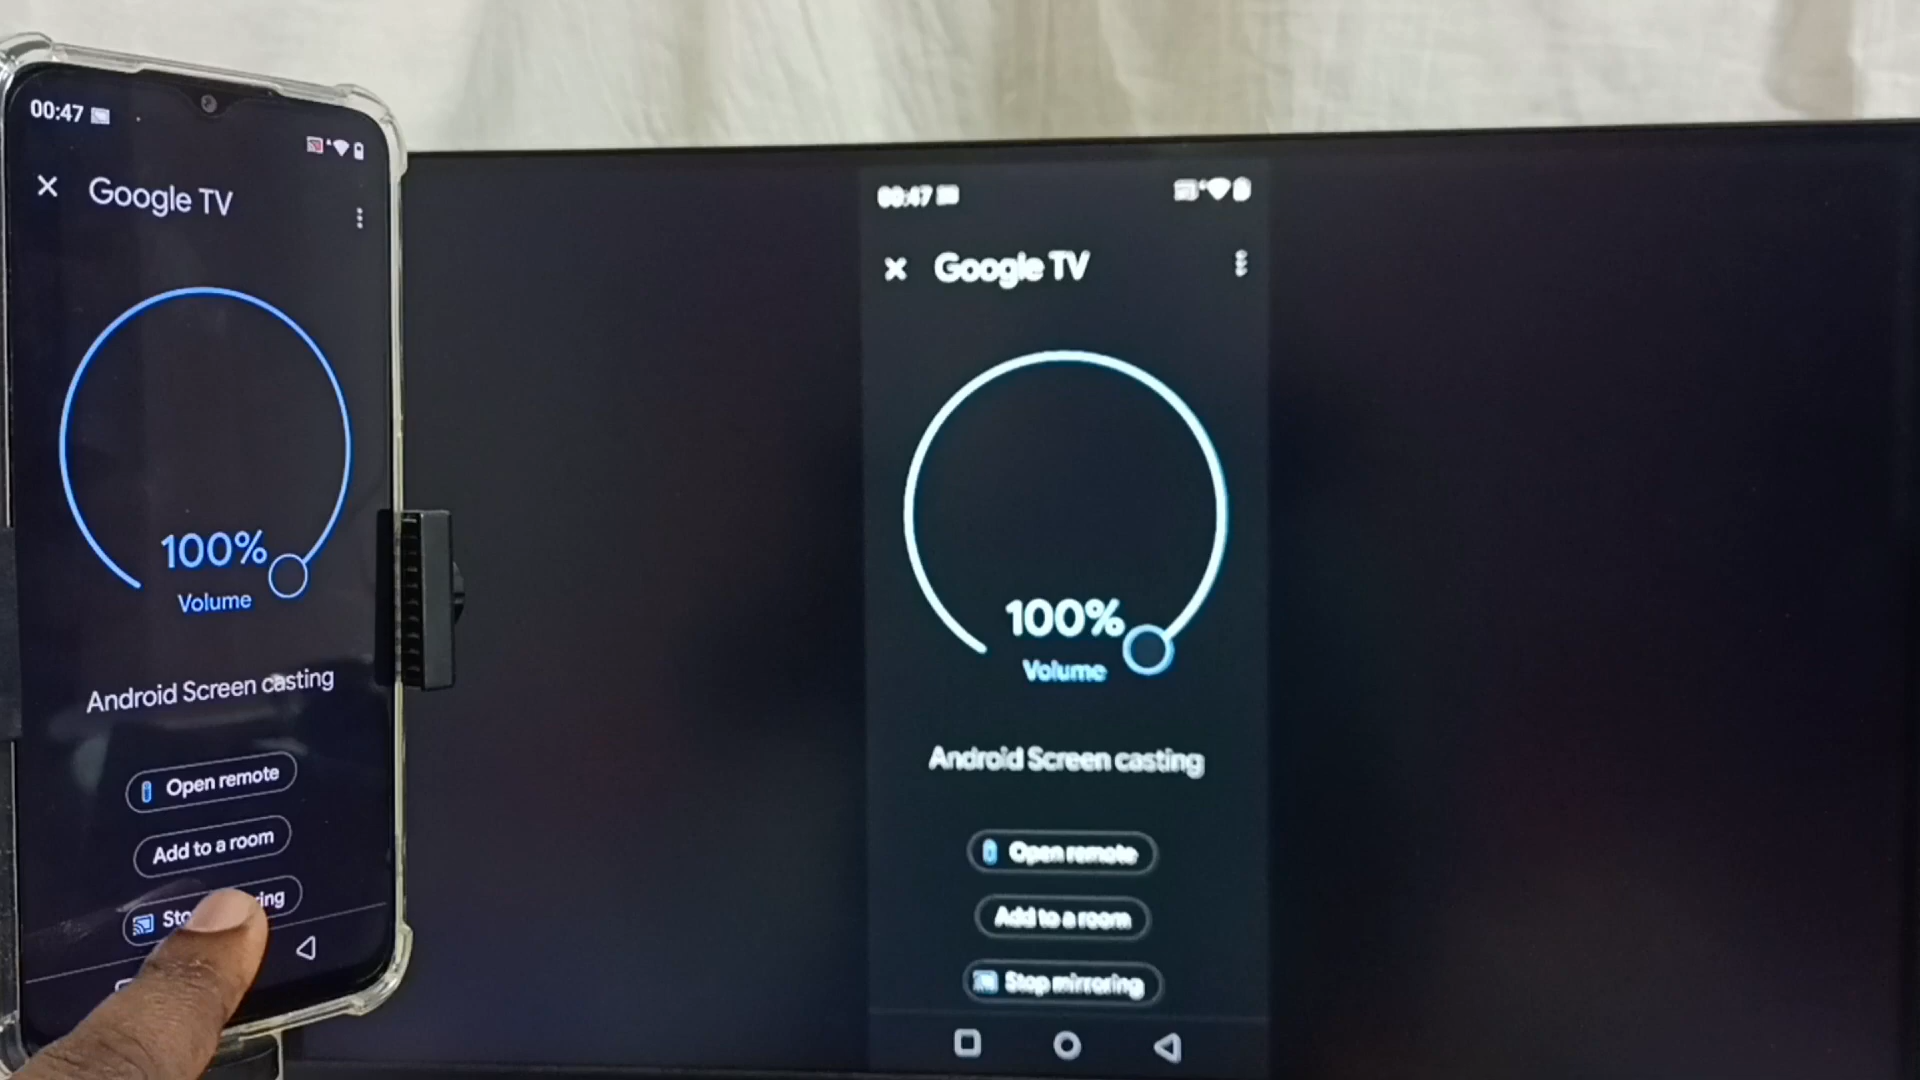 00:47
Google TV
100%
Volume
Android Screen casting
Open remote
Add to a room
00:47
Google TV
100%
Volume
Android Screen casting
Open remote
Add to a room
Stop mirroring